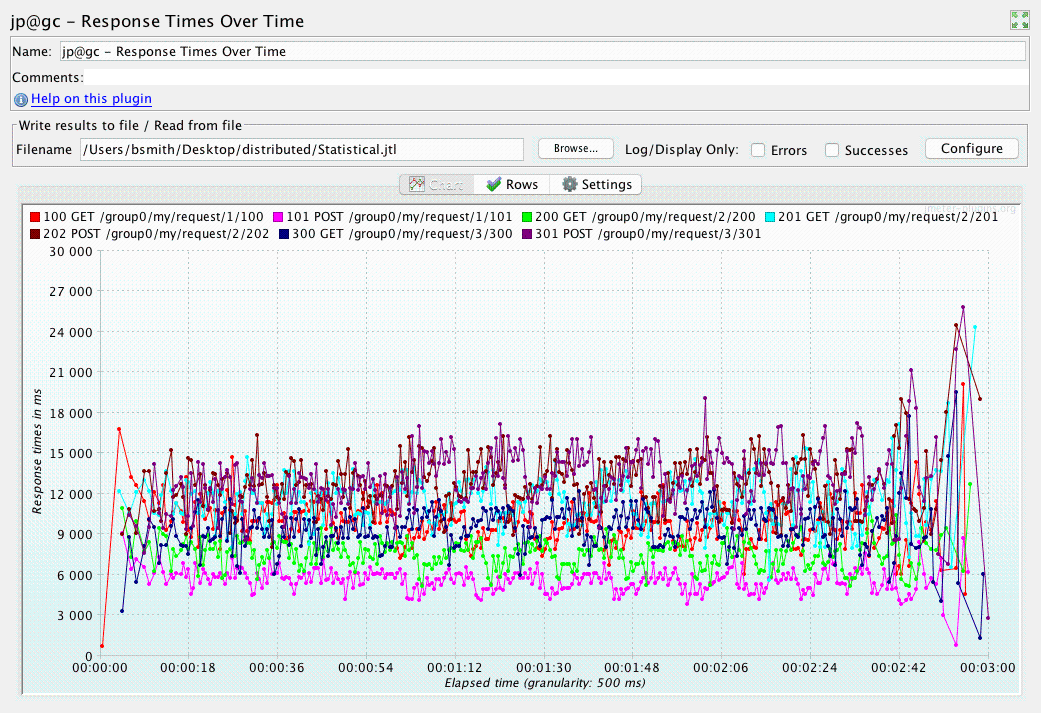 jp@gc – Response Times Over Time
Name: jp@gc – Response Times Over Time
Comments:
Help on this plugin
Write results to file / Read from file
Filename /Users/bsmith/Desktop/distributed/Statistical.jtl Browse... Log/Display Only: Errors Successes Configure
Chart Rows Settings
jmeter-plugins.org
100 GET /group0/my/request/1/100 101 POST /group0/my/request/1/101 200 GET /group0/my/request/2/200 201 GET /group0/my/request/2/201
202 POST /group0/my/request/2/202 300 GET /group0/my/request/3/300 301 POST /group0/my/request/3/301
30 000
27 000
24 000
21 000
18 000
15 000
12 000
9 000
6 000
3 000
0
Response times in ms
00:00:00 00:00:18 00:00:36 00:00:54 00:01:12 00:01:30 00:01:48 00:02:06 00:02:24 00:02:42 00:03:00
Elapsed time (granularity: 500 ms)